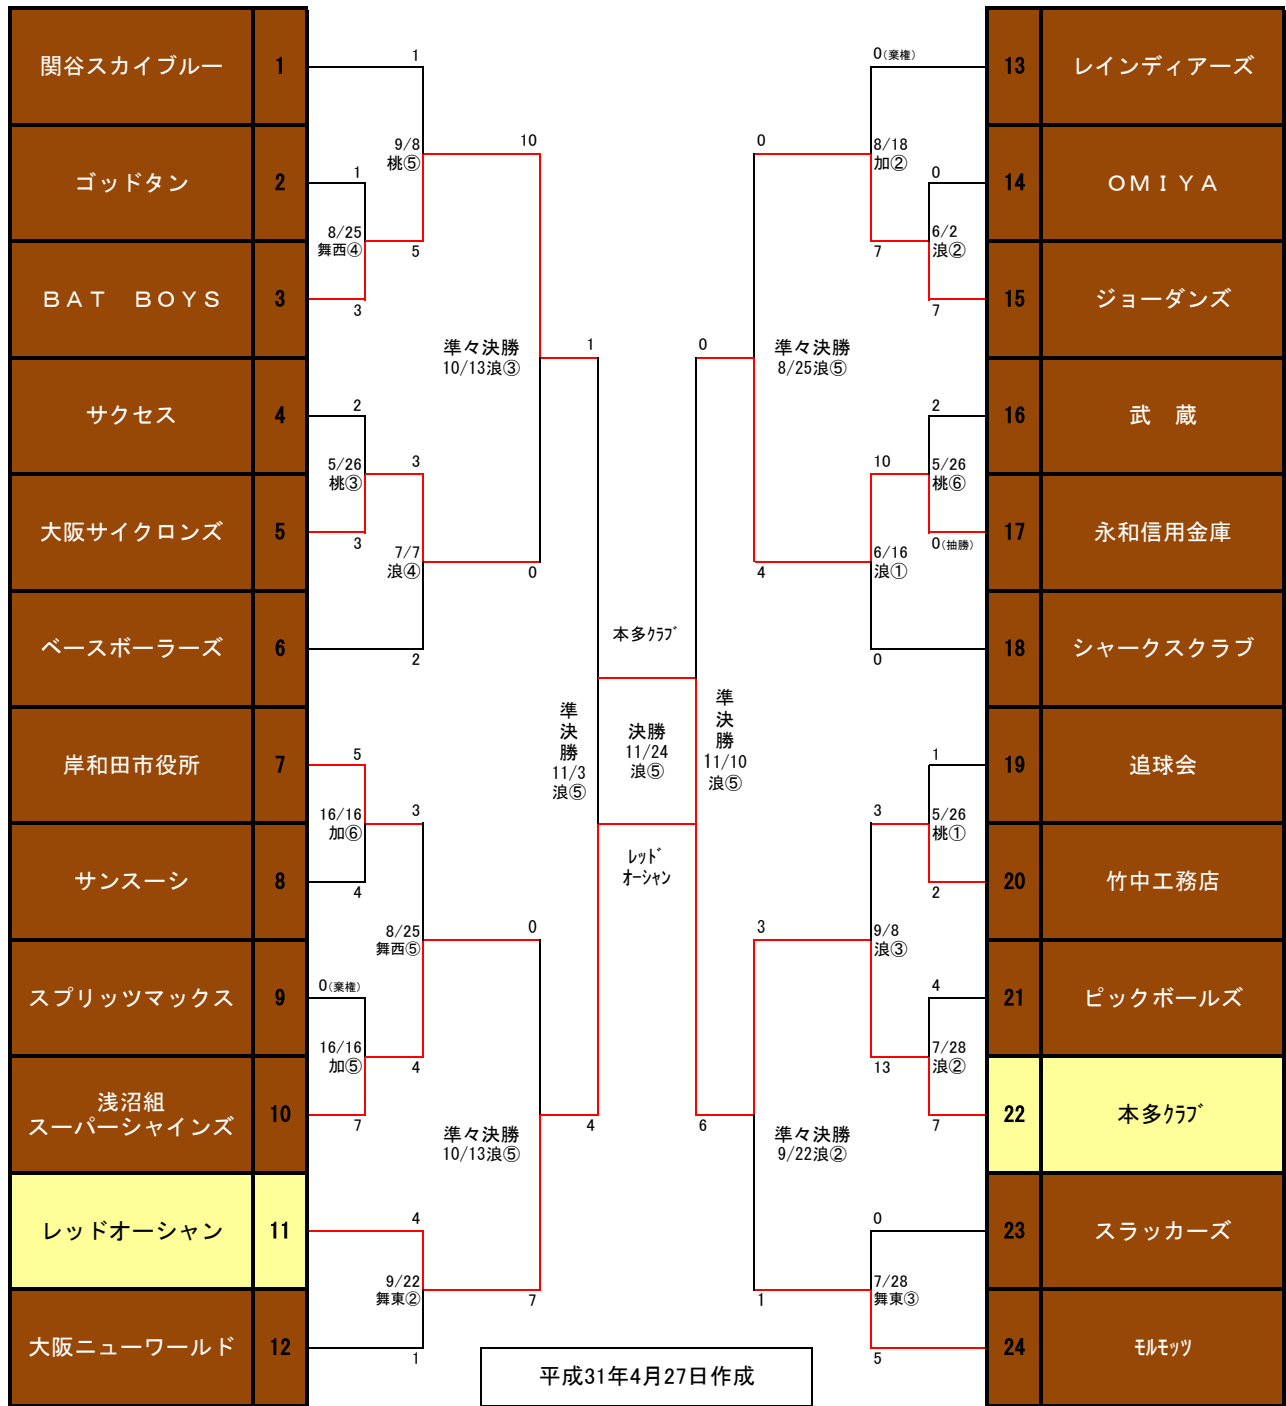 関谷スカイブルー 1
ゴッドタン 2
ＢＡＴ　ＢＯＹＳ 3
サクセス 4
大阪サイクロンズ 5
ベースボーラーズ 6
岸和田市役所 7
サンスーシ 8
スプリッツマックス 9
浅沼組
スーパーシャインズ 10
レッドオーシャン 11
大阪ニューワールド 12
1
9/8
桃⑤
1
8/25
舞西④
5
3
10
準々決勝
10/13浪③
2
5/26
桃③
3
3
7/7
浪④
0
2
1
5
16/16
加⑥
3
4
8/25
舞西⑤
0(棄権)
16/16
加⑤
4
7
0
準々決勝
10/13浪⑤
4
4
9/22
舞東②
7
1
準
決
勝
11/3
浪⑤
本多ｸﾗﾌﾞ
決勝
11/24
浪⑤
ﾚｯﾄﾞ
ｵｰｼｬﾝ
準
決
勝
11/10
浪⑤
0(棄権)
0
8/18
加②
0
6/2
浪②
7
7
0
準々決勝
8/25浪⑤
2
10
5/26
桃⑥
0(抽勝)
6/16
浪①
4
0
1
3
5/26
桃①
2
3
9/8
浪③
4
7/28
浪②
13
7
6
準々決勝
9/22浪②
0
7/28
舞東③
1
5
13 レインディアーズ
14 ＯＭＩＹＡ
15 ジョーダンズ
16 武　蔵
17 永和信用金庫
18 シャークスクラブ
19 追球会
20 竹中工務店
21 ピックボールズ
22 本多ｸﾗﾌﾞ
23 スラッカーズ
24 ﾓﾙﾓｯﾂ
平成31年4月27日作成